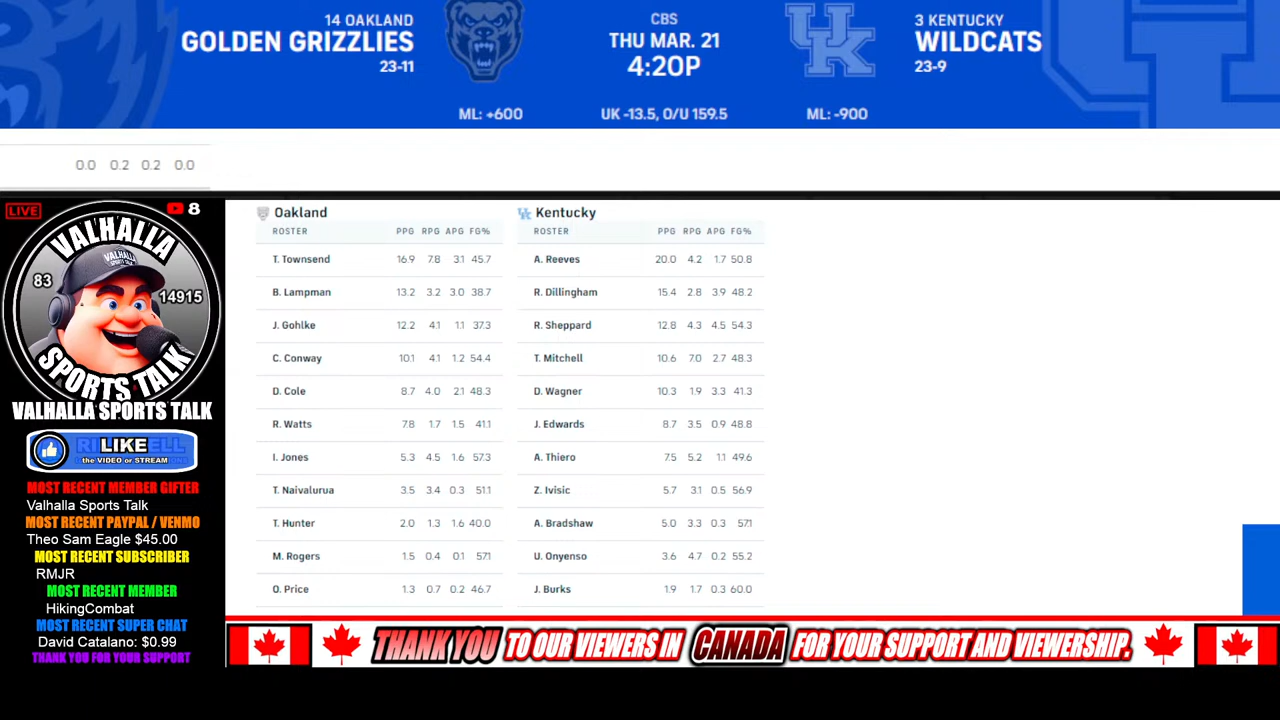 14 OAKLAND
GOLDEN GRIZZLIES
23-11
CBS
THU MAR. 21
4:20P
3 KENTUCKY
WILDCATS
23-9
ML: +600
UK -13.5, O/U 159.5
ML: -900
0.0 0.2 0.2 0.0
LIVE
8
VALHALLA
VALHALLA
SPORTS TALK
83
14915
SPORTS TALK
VALHALLA SPORTS TALK
LIKE
the VIDEO or STREAM
MOST RECENT MEMBER GIFTER
Valhalla Sports Talk
MOST RECENT PAYPAL / VENMO
Theo Sam Eagle $45.00
MOST RECENT SUBSCRIBER
RMJR
MOST RECENT MEMBER
HikingCombat
MOST RECENT SUPER CHAT
David Catalano: $0.99
THANK YOU FOR YOUR SUPPORT
Oakland
ROSTER PPG RPG APG FG%
T. Townsend 16.9 7.8 3.1 45.7
B. Lampman 13.2 3.2 3.0 38.7
J. Gohlke 12.2 4.1 1.1 37.3
C. Conway 10.1 4.1 1.2 54.4
D. Cole 8.7 4.0 2.1 48.3
R. Watts 7.8 1.7 1.5 41.1
I. Jones 5.3 4.5 1.6 57.3
T. Naivalurua 3.5 3.4 0.3 51.1
T. Hunter 2.0 1.3 1.6 40.0
M. Rogers 1.5 0.4 0.1 57.1
O. Price 1.3 0.7 0.2 46.7
UK Kentucky
ROSTER PPG RPG APG FG%
A. Reeves 20.0 4.2 1.7 50.8
R. Dillingham 15.4 2.8 3.9 48.2
R. Sheppard 12.8 4.3 4.5 54.3
T. Mitchell 10.6 7.0 2.7 48.3
D. Wagner 10.3 1.9 3.3 41.3
J. Edwards 8.7 3.5 0.9 48.8
A. Thiero 7.5 5.2 1.1 49.6
Z. Ivisic 5.7 3.1 0.5 56.9
A. Bradshaw 5.0 3.3 0.3 57.1
U. Onyenso 3.6 4.7 0.2 55.2
J. Burks 1.9 1.7 0.3 60.0
THANK YOU TO OUR VIEWERS IN CANADA FOR YOUR SUPPORT AND VIEWERSHIP.